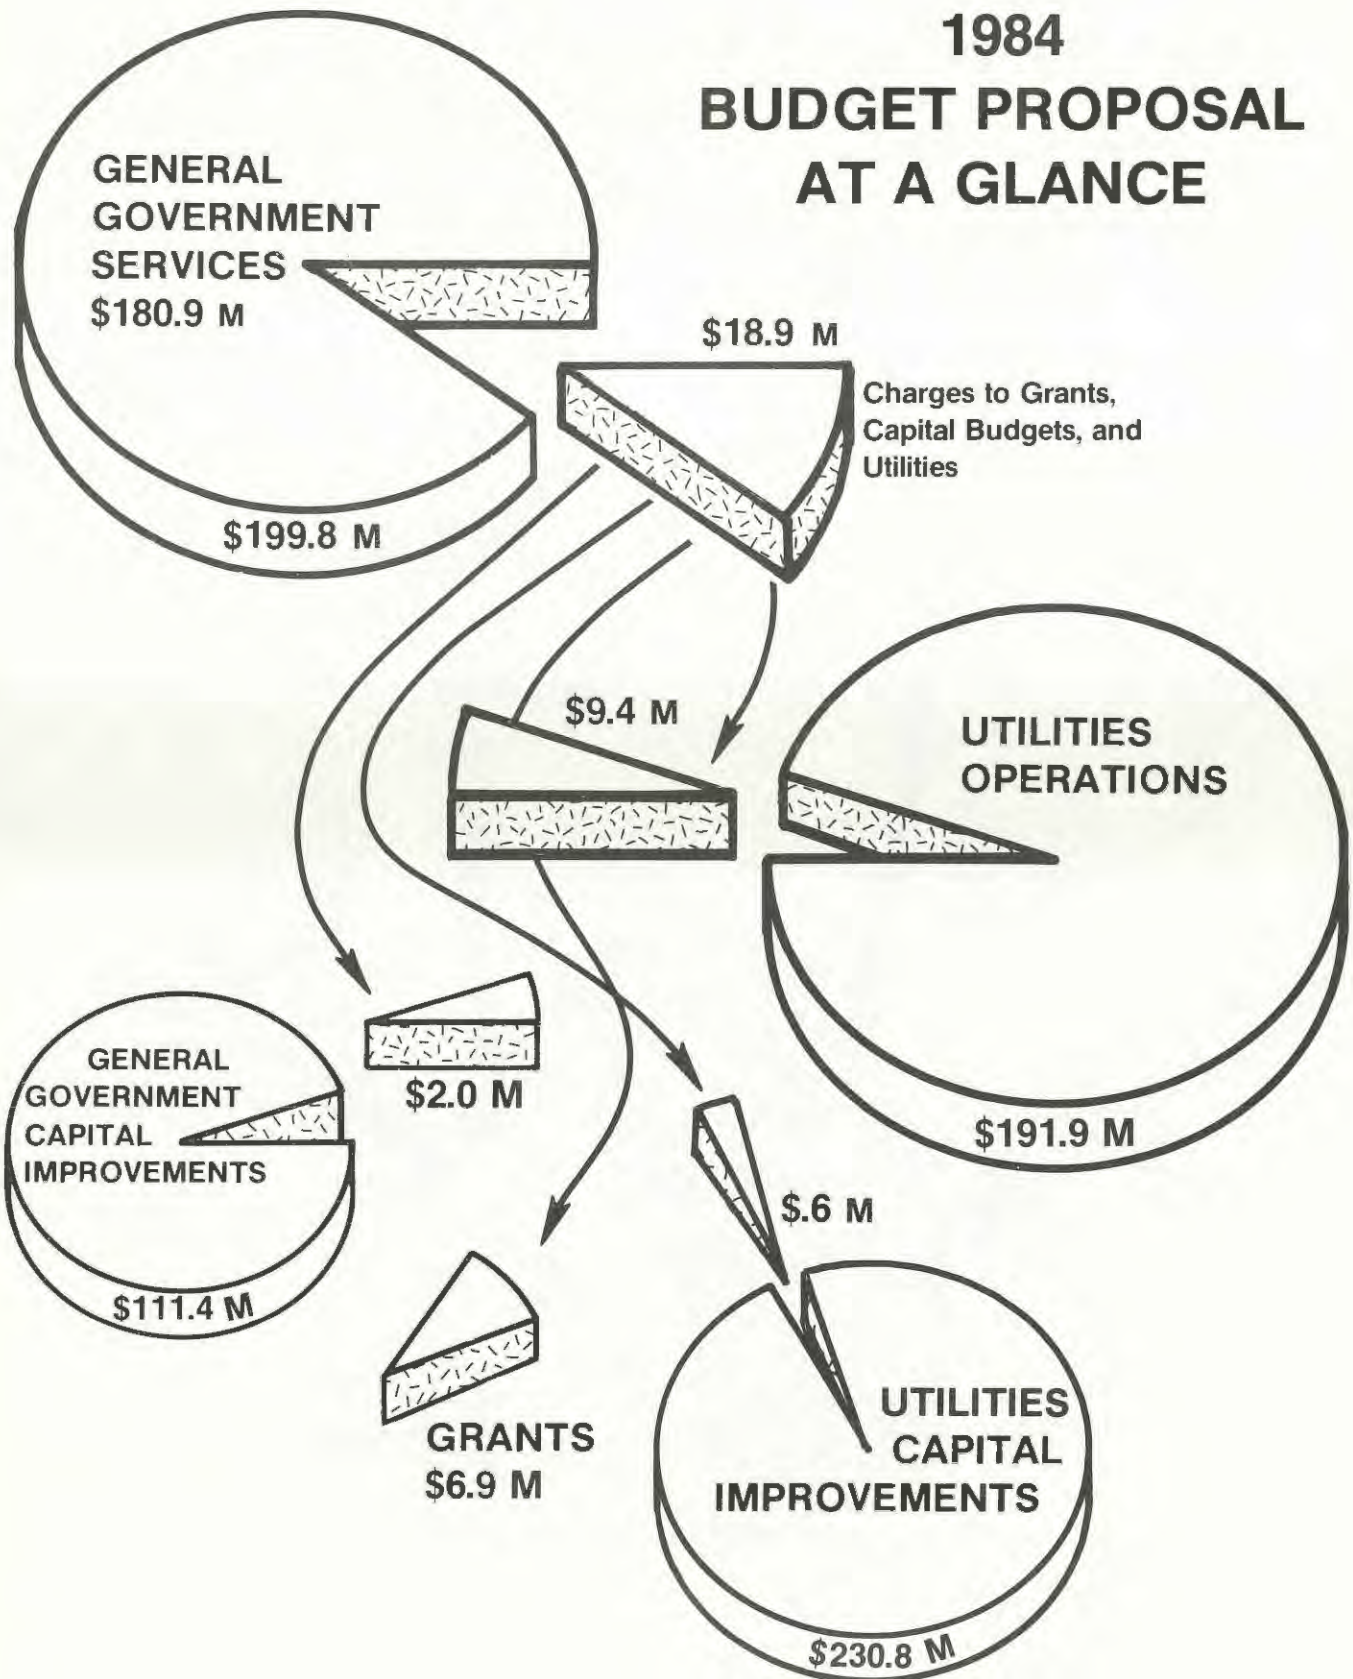 1984
BUDGET PROPOSAL
AT A GLANCE
GENERAL
GOVERNMENT
SERVICES
$180.9 M
$199.8 M
$18.9 M
Charges to Grants,
Capital Budgets, and
Utilities
$9.4 M
UTILITIES
OPERATIONS
$191.9 M
GENERAL
GOVERNMENT
CAPITAL
IMPROVEMENTS
$111.4 M
$2.0 M
GRANTS
$6.9 M
$.6 M
UTILITIES
CAPITAL
IMPROVEMENTS
$230.8 M